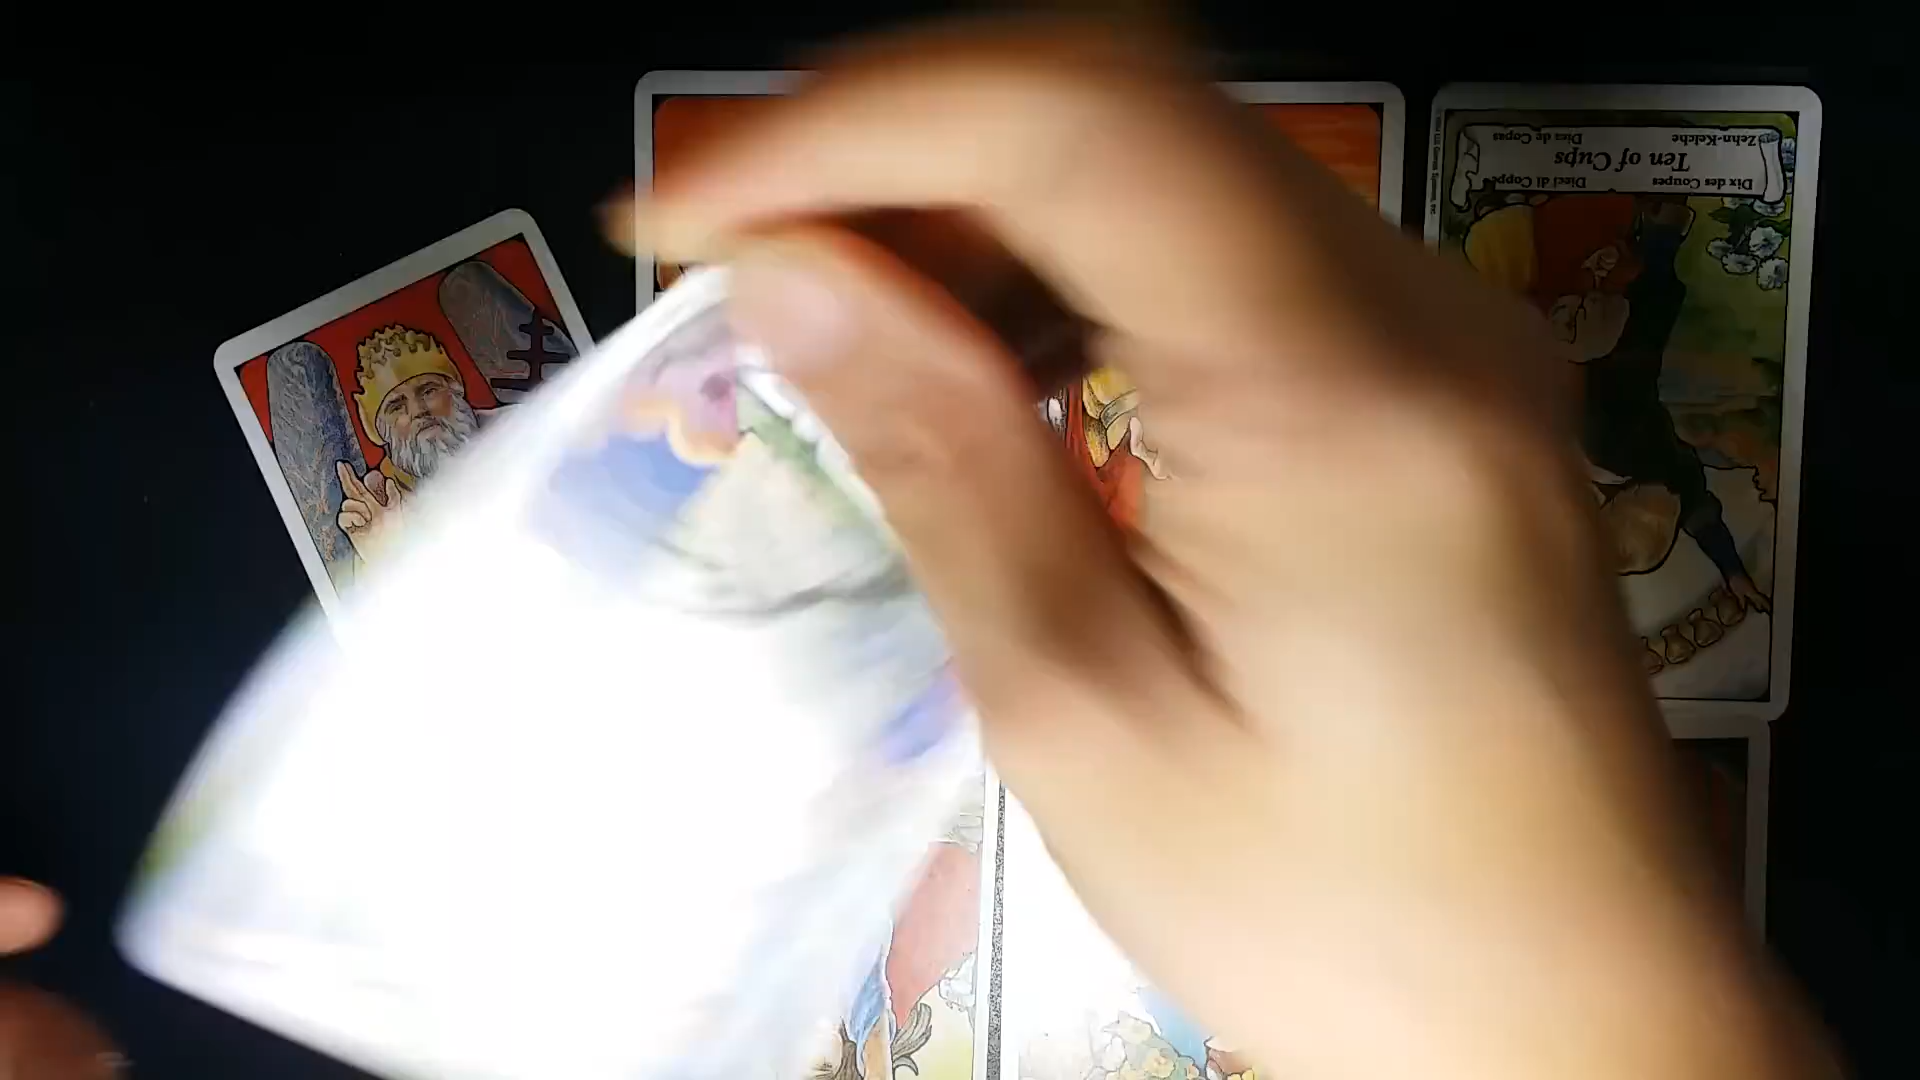 Dix des Coupes Dieci di Coppe
Ten of Cups
Zehn-Kelche Diez de Copas